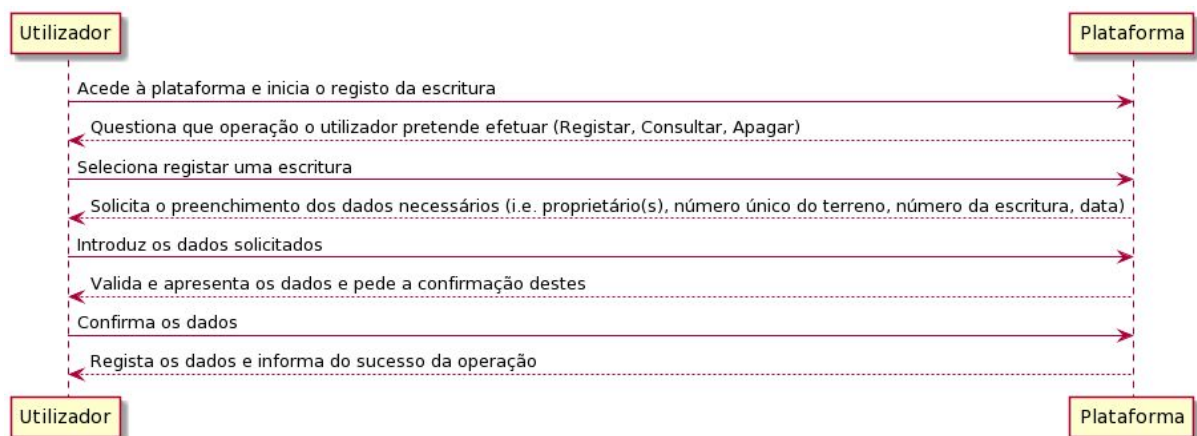 Utilizador
Plataforma
Acede à plataforma e inicia o registo da escritura
Questiona que operação o utilizador pretende efetuar (Registar, Consultar, Apagar)
Seleciona registar uma escritura
Solicita o preenchimento dos dados necessários (i.e. proprietário(s), número único do terreno, número da escritura, data)
Introduz os dados solicitados
Valida e apresenta os dados e pede a confirmação destes
Confirma os dados
Regista os dados e informa do sucesso da operação
Utilizador
Plataforma